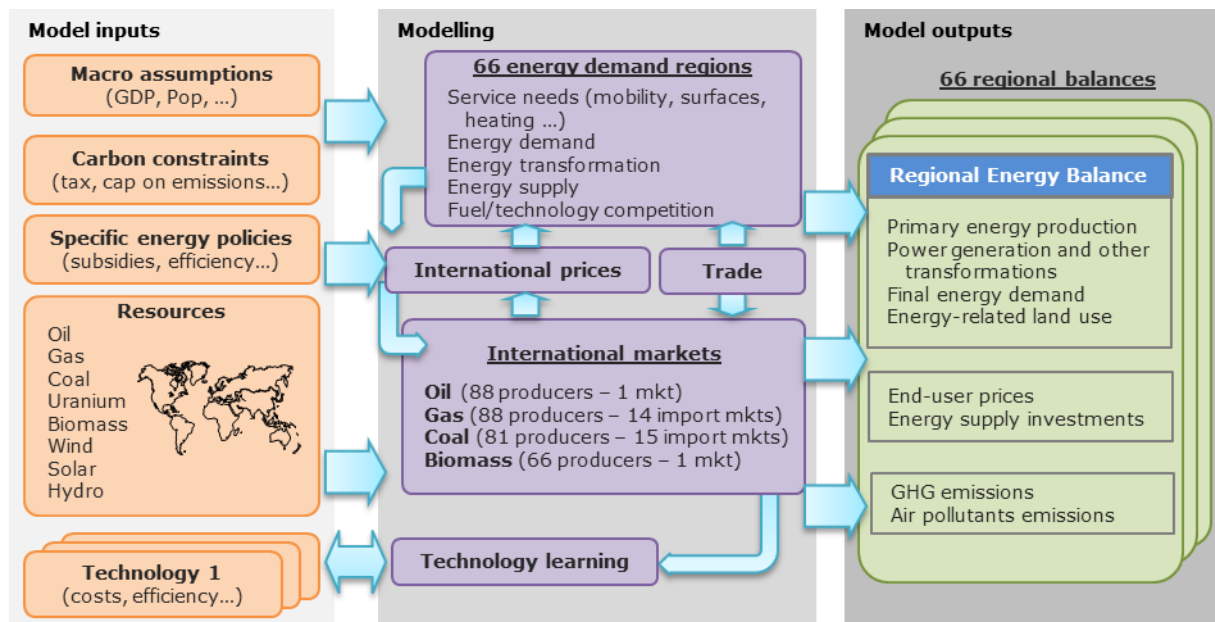 Model inputs
Macro assumptions
(GDP, Pop, ...)
Carbon constraints
(tax, cap on emissions...)
Specific energy policies
(subsidies, efficiency...)
Resources
Oil
Gas
Coal
Uranium
Biomass
Wind
Solar
Hydro
Technology 1
(costs, efficiency...)
Modelling
66 energy demand regions
Service needs (mobility, surfaces,
heating ...)
Energy demand
Energy transformation
Energy supply
Fuel/technology competition
International prices
Trade
International markets
Oil (88 producers – 1 mkt)
Gas (88 producers – 14 import mkts)
Coal (81 producers – 15 import mkts)
Biomass (66 producers – 1 mkt)
Technology learning
Model outputs
66 regional balances
Regional Energy Balance
Primary energy production
Power generation and other
transformations
Final energy demand
Energy-related land use
End-user prices
Energy supply investments
GHG emissions
Air pollutants emissions